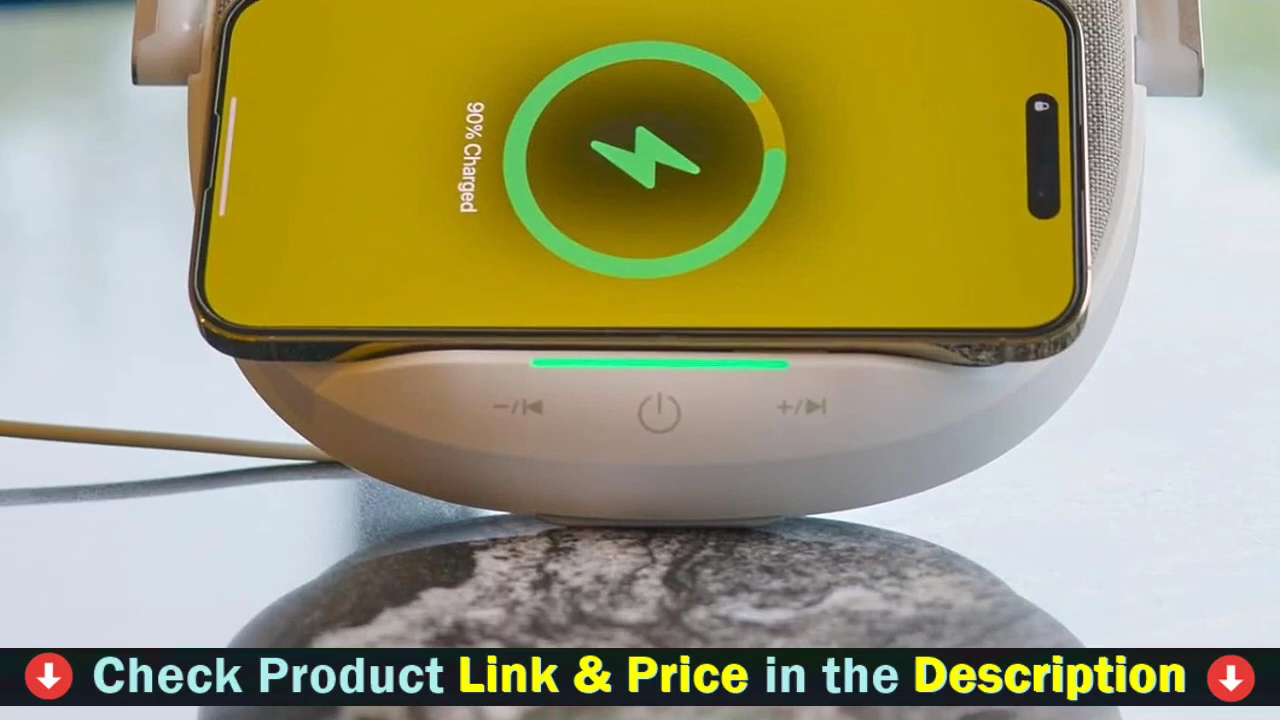 90% Charged
−/⏮ +/⏭
Check Product Link & Price in the Description